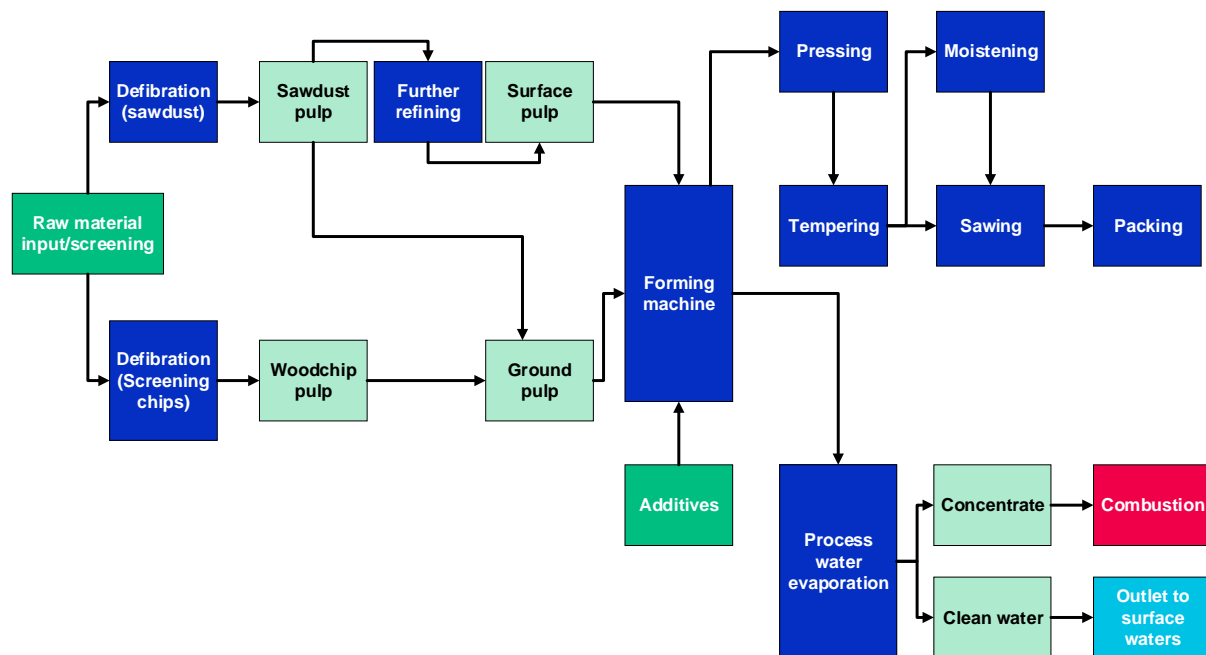 Pressing
Moistening
Defibration
(sawdust)
Sawdust
pulp
Further
refining
Surface
pulp
Raw material
input/screening
Tempering
Sawing
Packing
Forming
machine
Defibration
(Screening
chips)
Woodchip
pulp
Ground
pulp
Additives
Process
water
evaporation
Concentrate
Combustion
Clean water
Outlet to
surface
waters